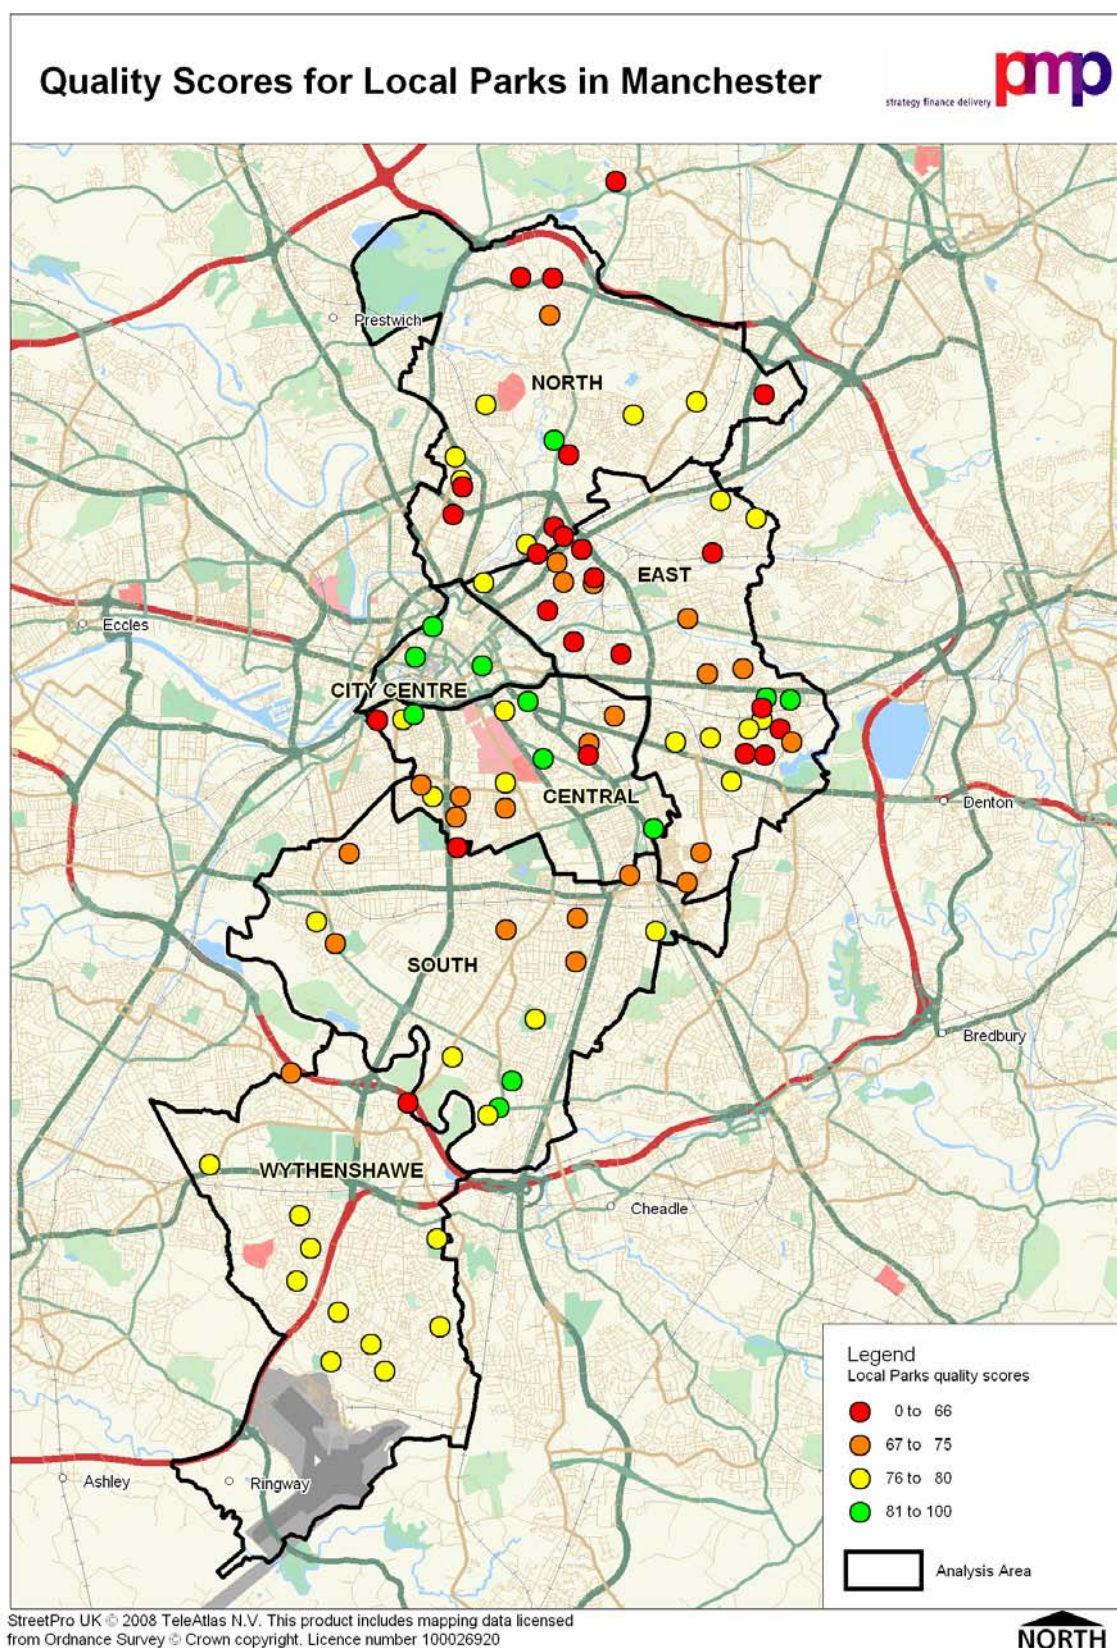 Quality Scores for Local Parks in Manchester
strategy finance delivery pmp
Prestwich
NORTH
EAST
Eccles
CITY CENTRE
CENTRAL
Denton
SOUTH
Bredbury
WYTHENSHAWE
Cheadle
Legend
Local Parks quality scores
0 to 66
67 to 75
76 to 80
81 to 100
Analysis Area
Ashley
Ringway
StreetPro UK © 2008 TeleAtlas N.V. This product includes mapping data licensed
from Ordnance Survey © Crown copyright. Licence number 100026920
NORTH